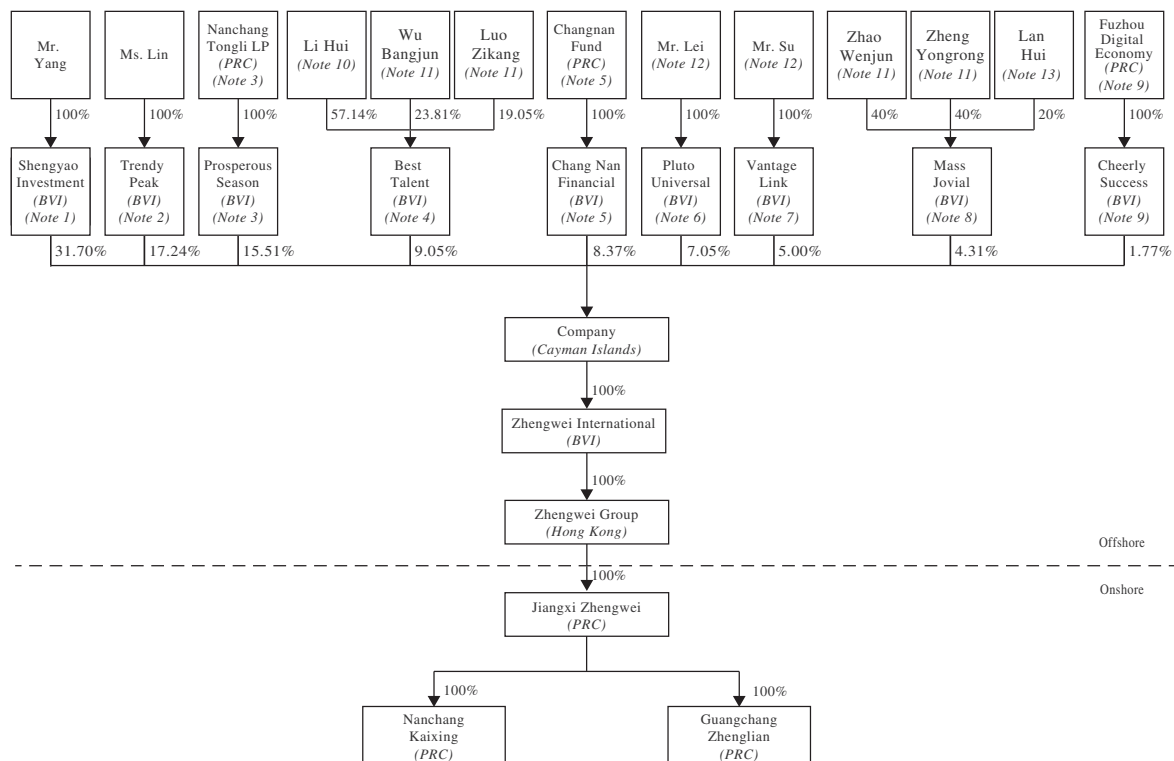 Mr.
Yang
Ms. Lin
Nanchang
Tongli LP
(PRC)
(Note 3)
Li Hui
(Note 10)
Wu
Bangjun
(Note 11)
Luo
Zikang
(Note 11)
Changnan
Fund
(PRC)
(Note 5)
Mr. Lei
(Note 12)
Mr. Su
(Note 12)
Zhao
Wenjun
(Note 11)
Zheng
Yongrong
(Note 11)
Lan
Hui
(Note 13)
Fuzhou
Digital
Economy
(PRC)
(Note 9)
100%
100%
100%
57.14%
23.81%
19.05%
100%
100%
100%
40%
40%
20%
100%
Shengyao
Investment
(BVI)
(Note 1)
Trendy
Peak
(BVI)
(Note 2)
Prosperous
Season
(BVI)
(Note 3)
Best
Talent
(BVI)
(Note 4)
Chang Nan
Financial
(BVI)
(Note 5)
Pluto
Universal
(BVI)
(Note 6)
Vantage
Link
(BVI)
(Note 7)
Mass
Jovial
(BVI)
(Note 8)
Cheerly
Success
(BVI)
(Note 9)
31.70%
17.24%
15.51%
9.05%
8.37%
7.05%
5.00%
4.31%
1.77%
Company
(Cayman Islands)
100%
Zhengwei International
(BVI)
100%
Zhengwei Group
(Hong Kong)
Offshore
100%
Onshore
Jiangxi Zhengwei
(PRC)
100%
100%
Nanchang
Kaixing
(PRC)
Guangchang
Zhenglian
(PRC)